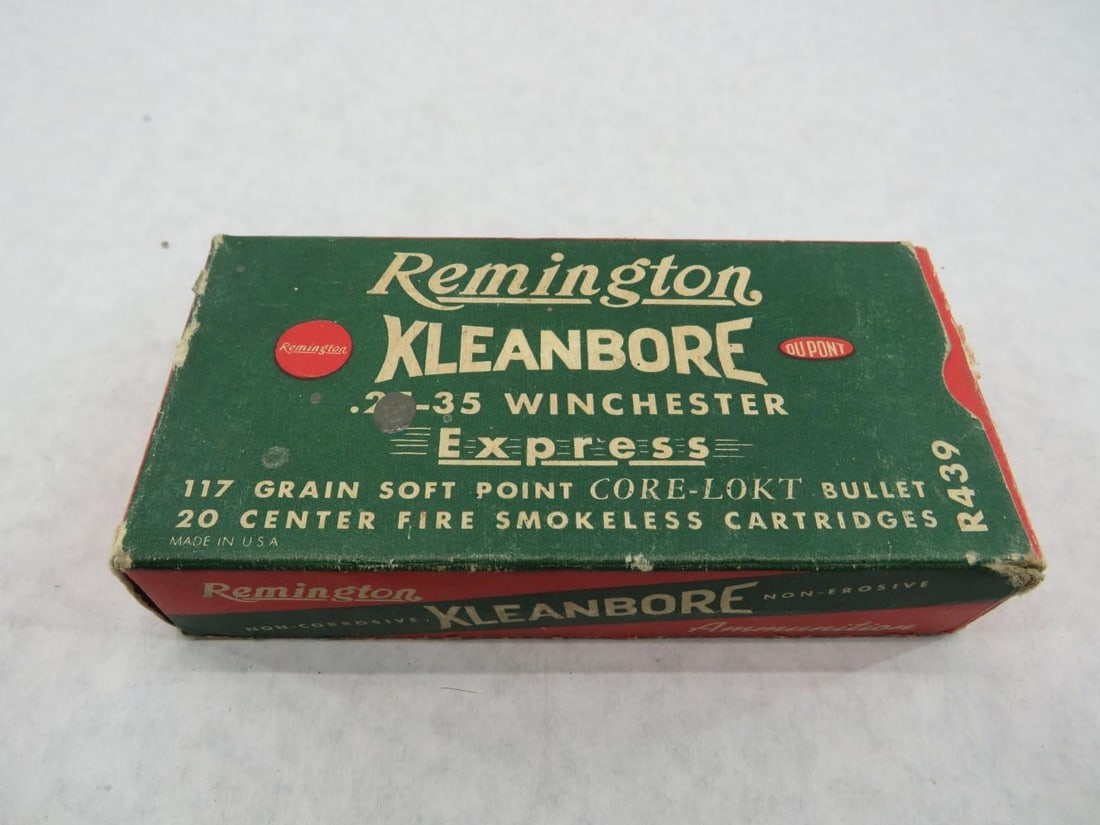 Remington
KLEANBORE
Remington
DU PONT
-35 WINCHESTER
Express
117 GRAIN SOFT POINT CORE-LOKT BULLET
20 CENTER FIRE SMOKELESS CARTRIDGES
R439
MADE IN U.S.A.
Remington
NON-CORROSIVE KLEANBORE NON-EROSIVE
Ammunition